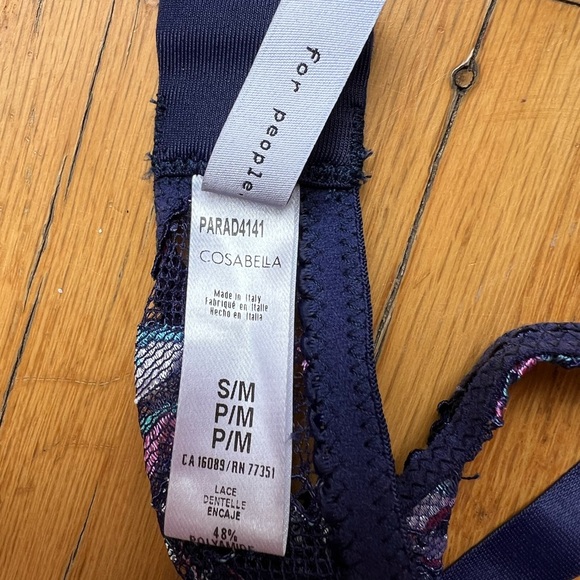 for people.
PARAD4141
COSABELLA
Made in Italy
Fabriqué en Italie
Hecho en Italia
S/M
P/M
P/M
CA 16089/RN 77351
LACE
DENTELLE
ENCAJE
48%
POLYAMIDE